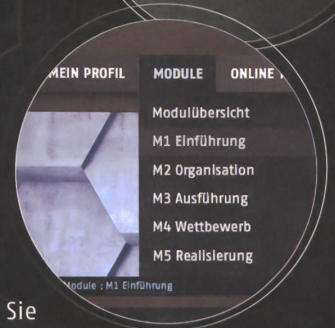 MEIN PROFIL MODULE ONLINE
Modulübersicht
M1 Einführung
M2 Organisation
M3 Ausführung
M4 Wettbewerb
M5 Realisierung
Module ; M1 Einführung
Sie